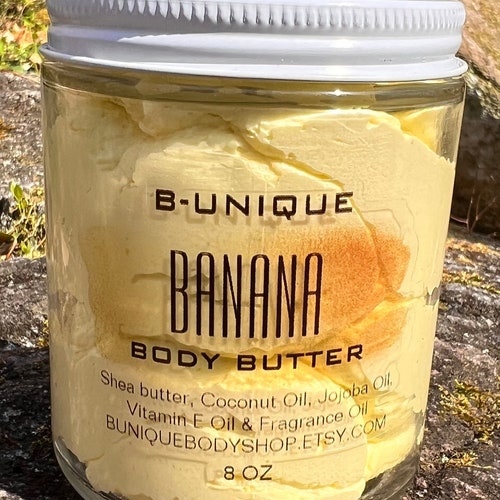 B-UNIQUE
BANANA
BODY BUTTER
Shea butter, Coconut Oil, Jojoba Oil,
Vitamin E Oil & Fragrance Oil
BUNIQUEBODYSHOP.ETSY.COM
8 OZ